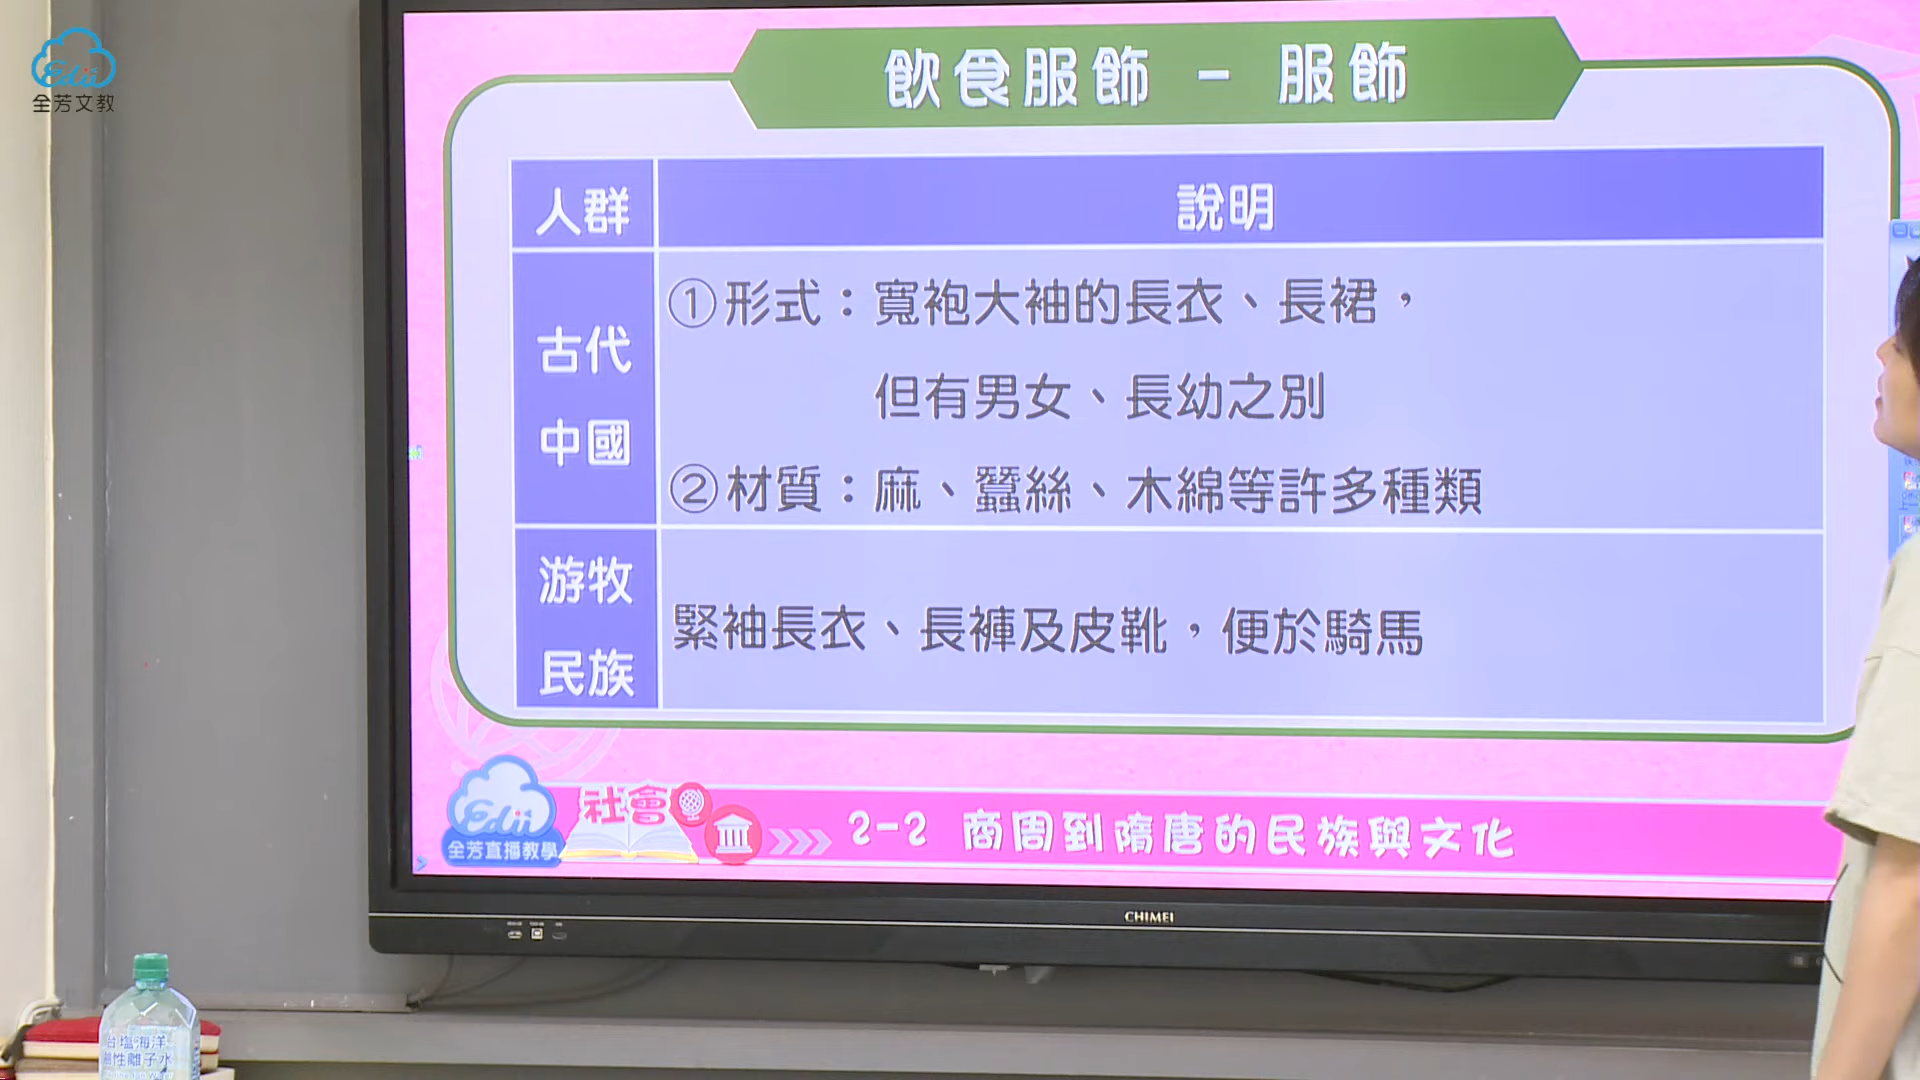 Edii
全芳文教
飲食服飾 - 服飾
人群
說明
古代
中國
①形式：寬袍大袖的長衣、長裙，
但有男女、長幼之別
②材質：麻、蠶絲、木綿等許多種類
游牧
民族
緊袖長衣、長褲及皮靴，便於騎馬
Edii
全芳直播教學
社會
2-2 商周到隋唐的民族與文化
CHIMEI
台塩海洋
鹼性離子水